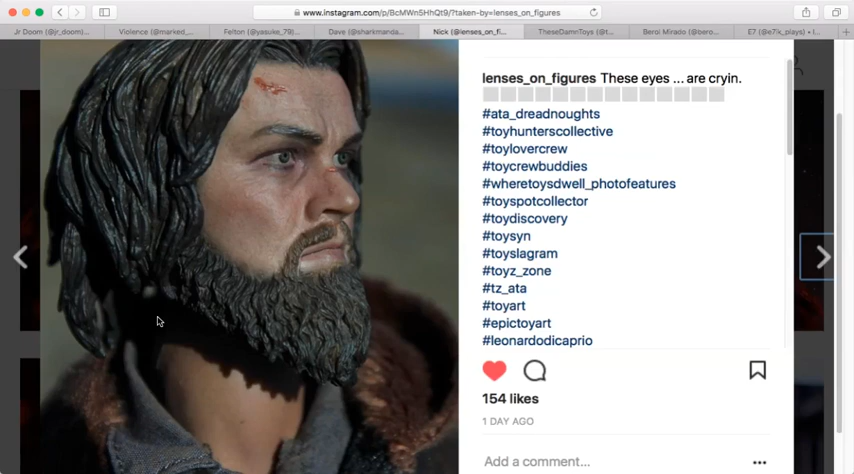 www.instagram.com/p/BcMWn5HhQt9/?taken-by=lenses_on_figures
Jr Doom (@jr_doom)...
Violence (@marked_...
Felton (@yasuke_79)...
Dave (@sharkmanda...
Nick (@lenses_on_fi...
TheseDamnToys (@t...
Berol Mirado (@bero...
E7 (@e7ik_plays) • I...
lenses_on_figures These eyes ... are cryin.
#ata_dreadnoughts
#toyhunterscollective
#toylovercrew
#toycrewbuddies
#wheretoysdwell_photofeatures
#toyspotcollector
#toydiscovery
#toysyn
#toyslagram
#toyz_zone
#tz_ata
#toyart
#epictoyart
#leonardodicaprio
154 likes
1 DAY AGO
Add a comment...